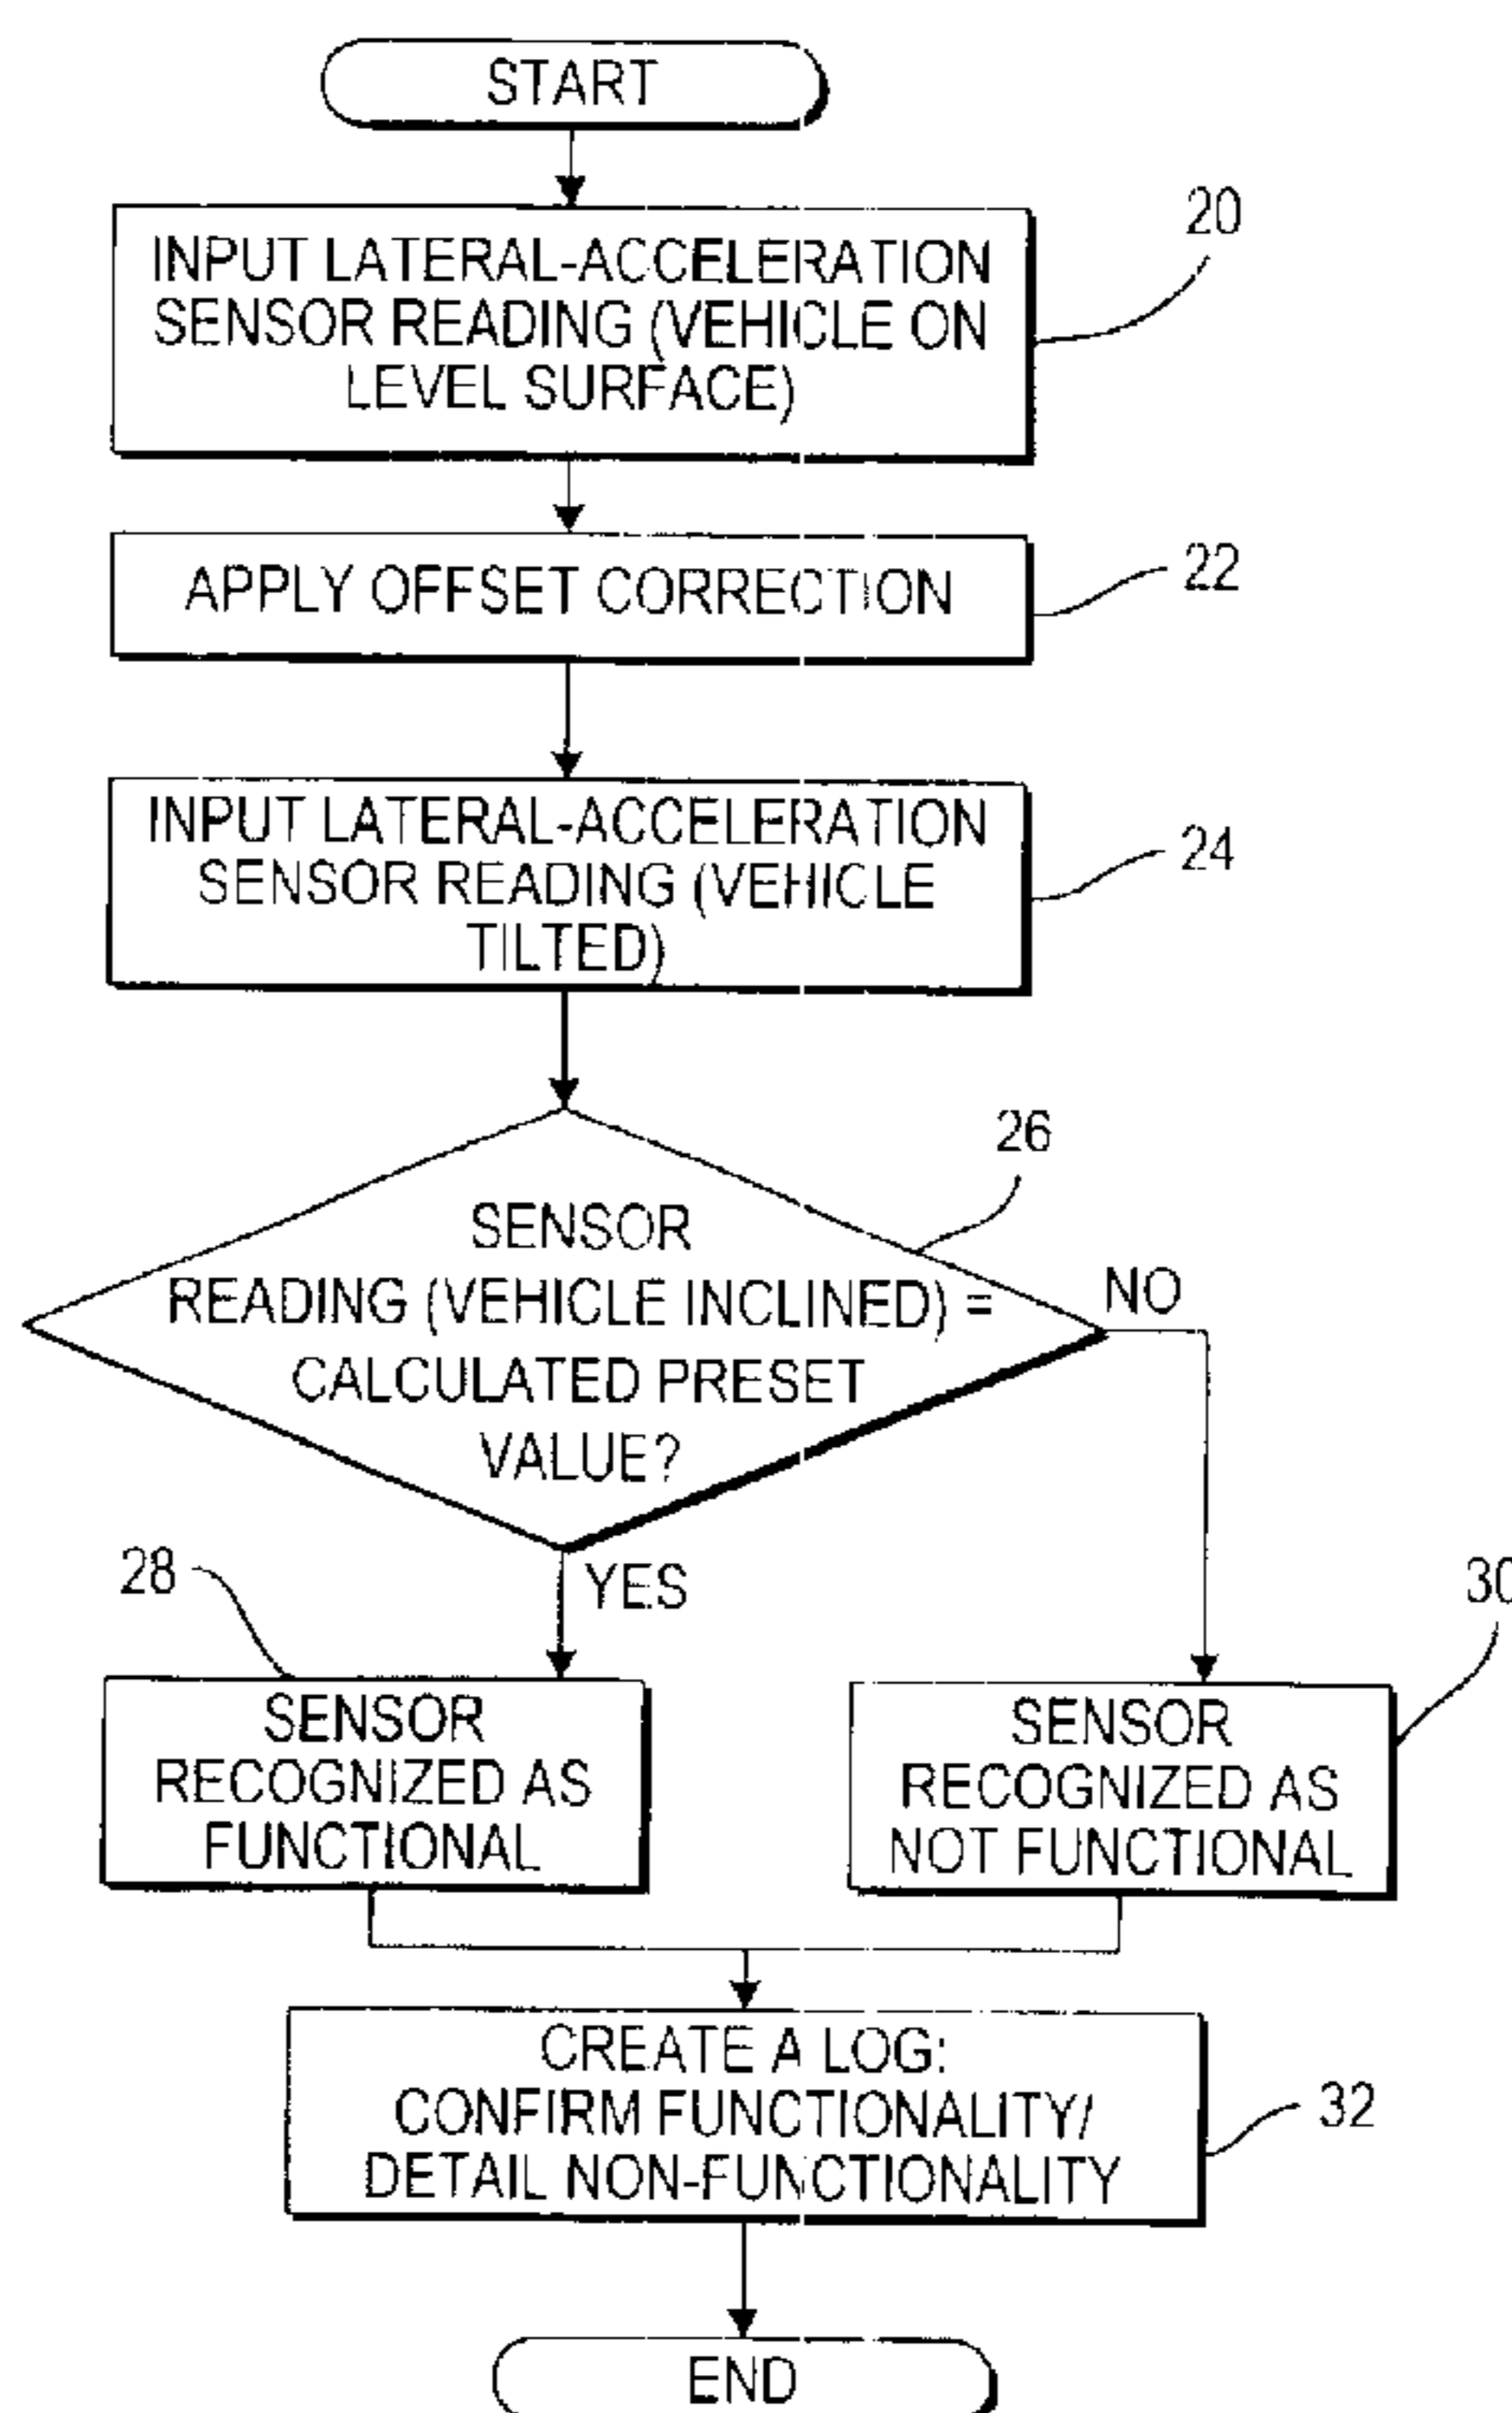 START
20
INPUT LATERAL-ACCELERATION
SENSOR READING (VEHICLE ON
LEVEL SURFACE)
22
APPLY OFFSET CORRECTION
24
INPUT LATERAL-ACCELERATION
SENSOR READING (VEHICLE
TILTED)
26
SENSOR
READING (VEHICLE INCLINED) =
CALCULATED PRESET
VALUE?
NO
YES
28
30
SENSOR
RECOGNIZED AS
FUNCTIONAL
SENSOR
RECOGNIZED AS
NOT FUNCTIONAL
CREATE A LOG:
CONFIRM FUNCTIONALITY/
DETAIL NON-FUNCTIONALITY
32
END